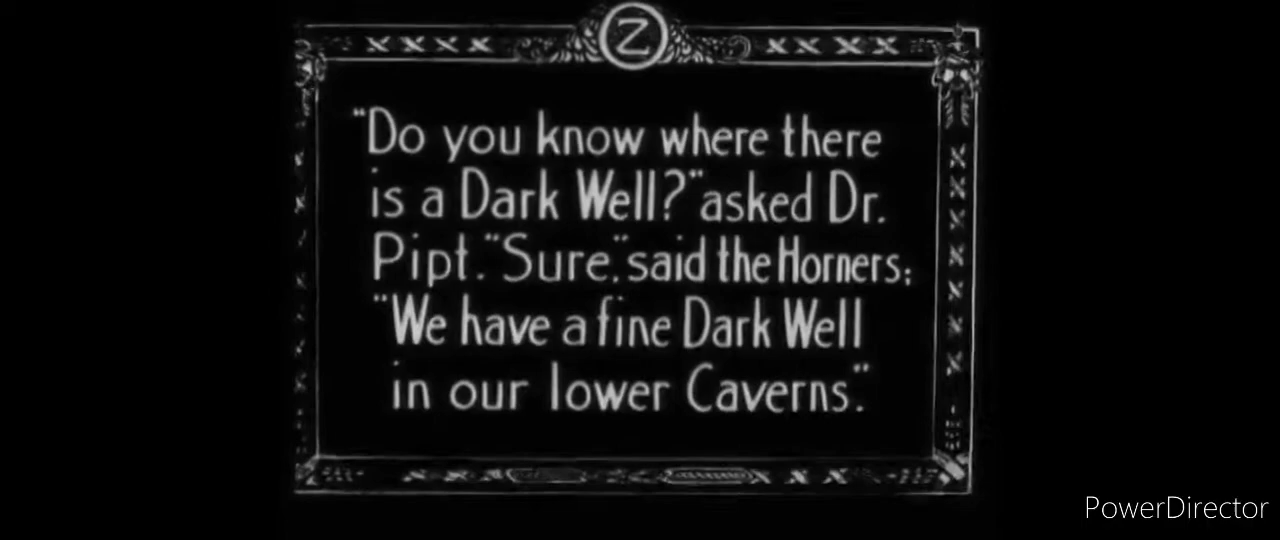 Z
"Do you know where there
is a Dark Well?" asked Dr.
Pipt. "Sure," said the Horners;
"We have a fine Dark Well
in our lower Caverns."
PowerDirector